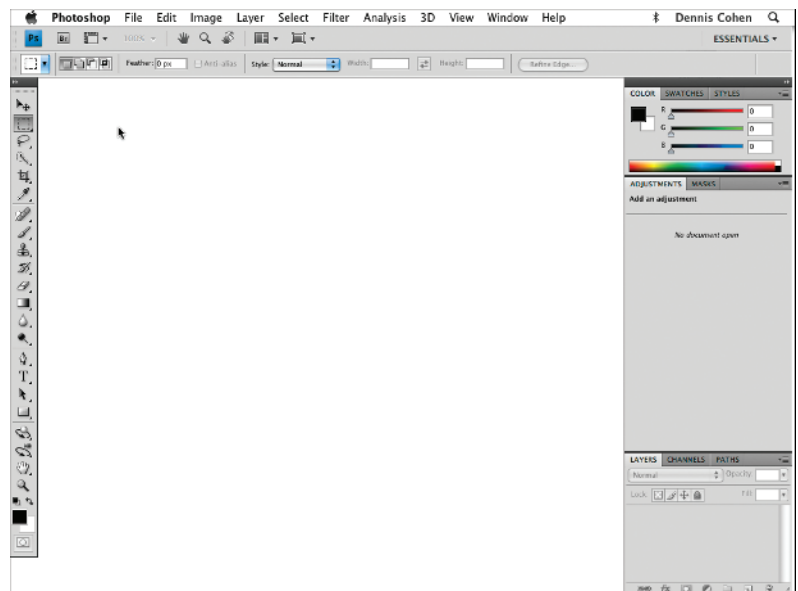 Photoshop File Edit Image Layer Select Filter Analysis 3D View Window Help Dennis Cohen
Ps Br 100% ESSENTIALS
Feather: 0 px Anti-alias Style: Normal Width: Height: Refine Edge...
COLOR SWATCHES STYLES
R 0
G 0
B 0
ADJUSTMENTS MASKS
Add an adjustment
No document open
T
LAYERS CHANNELS PATHS
Normal Opacity:
Lock: Fill:
fx